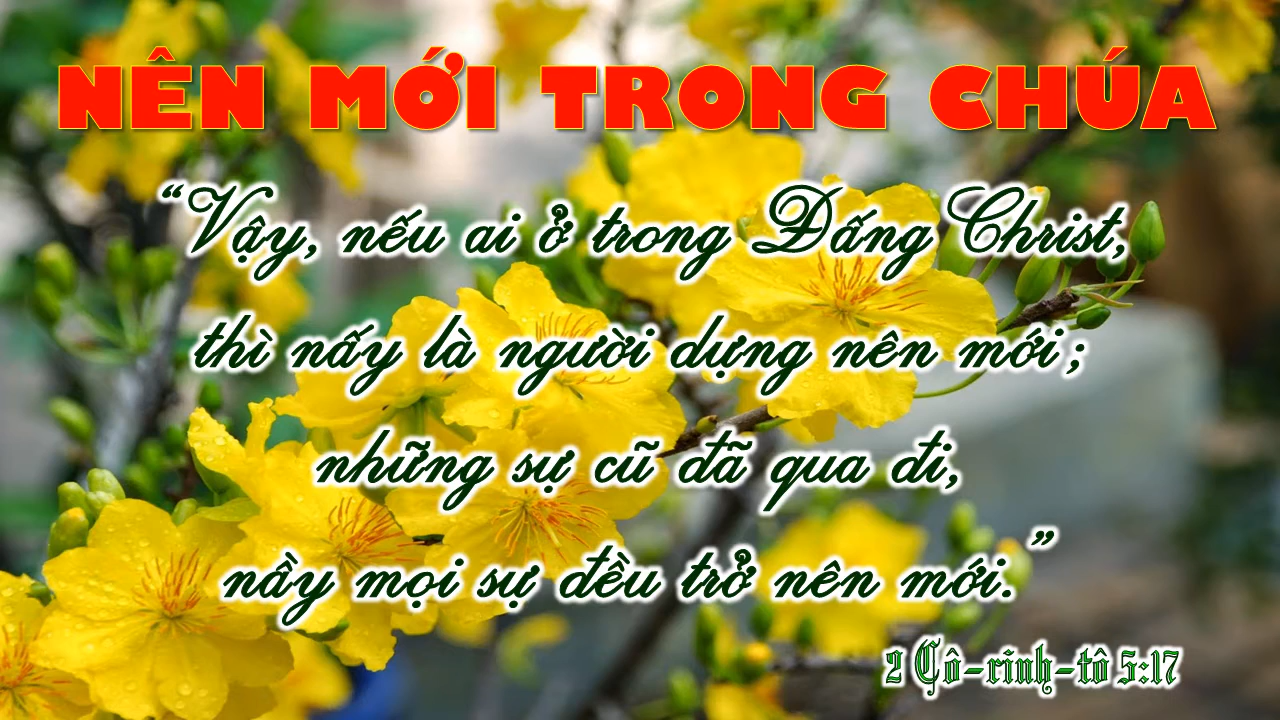 NÊN MỚI TRONG CHÚA
“Vậy, nếu ai ở trong Đấng Christ,
thì nấy là người dựng nên mới;
những sự cũ đã qua đi,
nầy mọi sự đều trở nên mới.”
2 Cô-rinh-tô 5:17